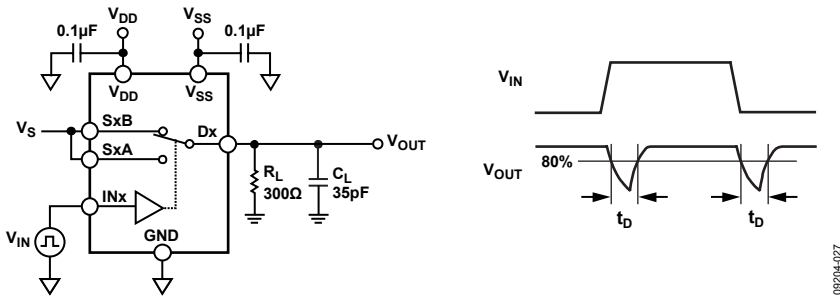 VDD VSS
0.1µF 0.1µF
VDD VSS
VS SxB Dx VOUT
SxA
RL
300Ω
CL
35pF
INx
VIN
GND
VIN
VOUT 80%
tD tD
09204-027